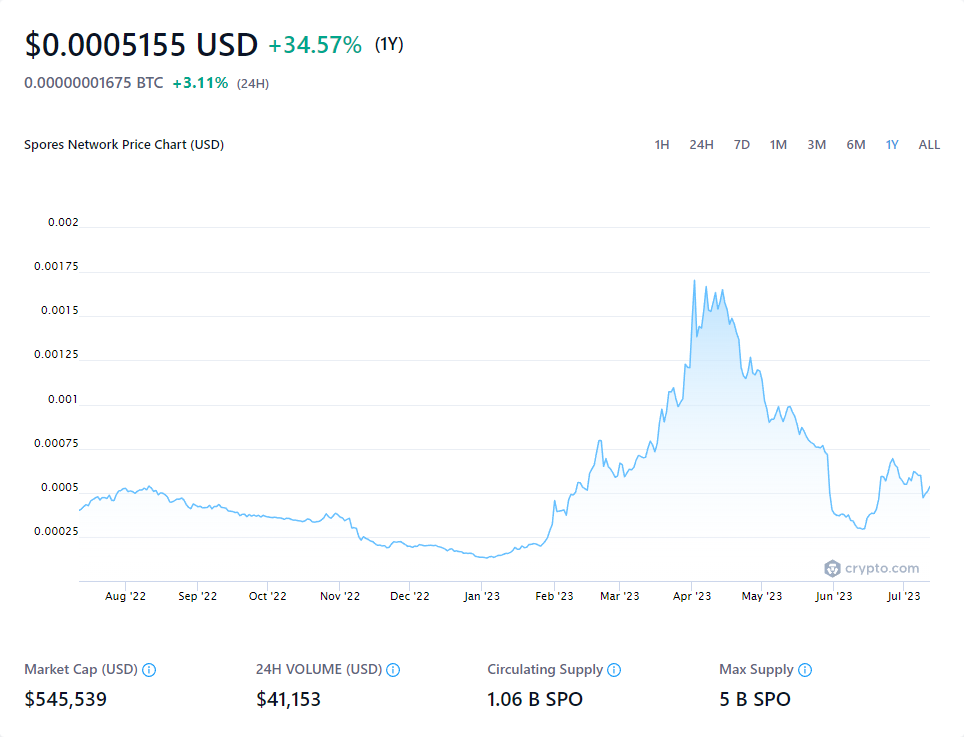 $0.0005155 USD +34.57% (1Y)
0.00000001675 BTC +3.11% (24H)
Spores Network Price Chart (USD) 1H 24H 7D 1M 3M 6M 1Y ALL
0.002
0.00175
0.0015
0.00125
0.001
0.00075
0.0005
0.00025
crypto.com
Aug '22 Sep '22 Oct '22 Nov '22 Dec '22 Jan '23 Feb '23 Mar '23 Apr '23 May '23 Jun '23 Jul '23
Market Cap (USD) 24H VOLUME (USD) Circulating Supply Max Supply
$545,539 $41,153 1.06 B SPO 5 B SPO